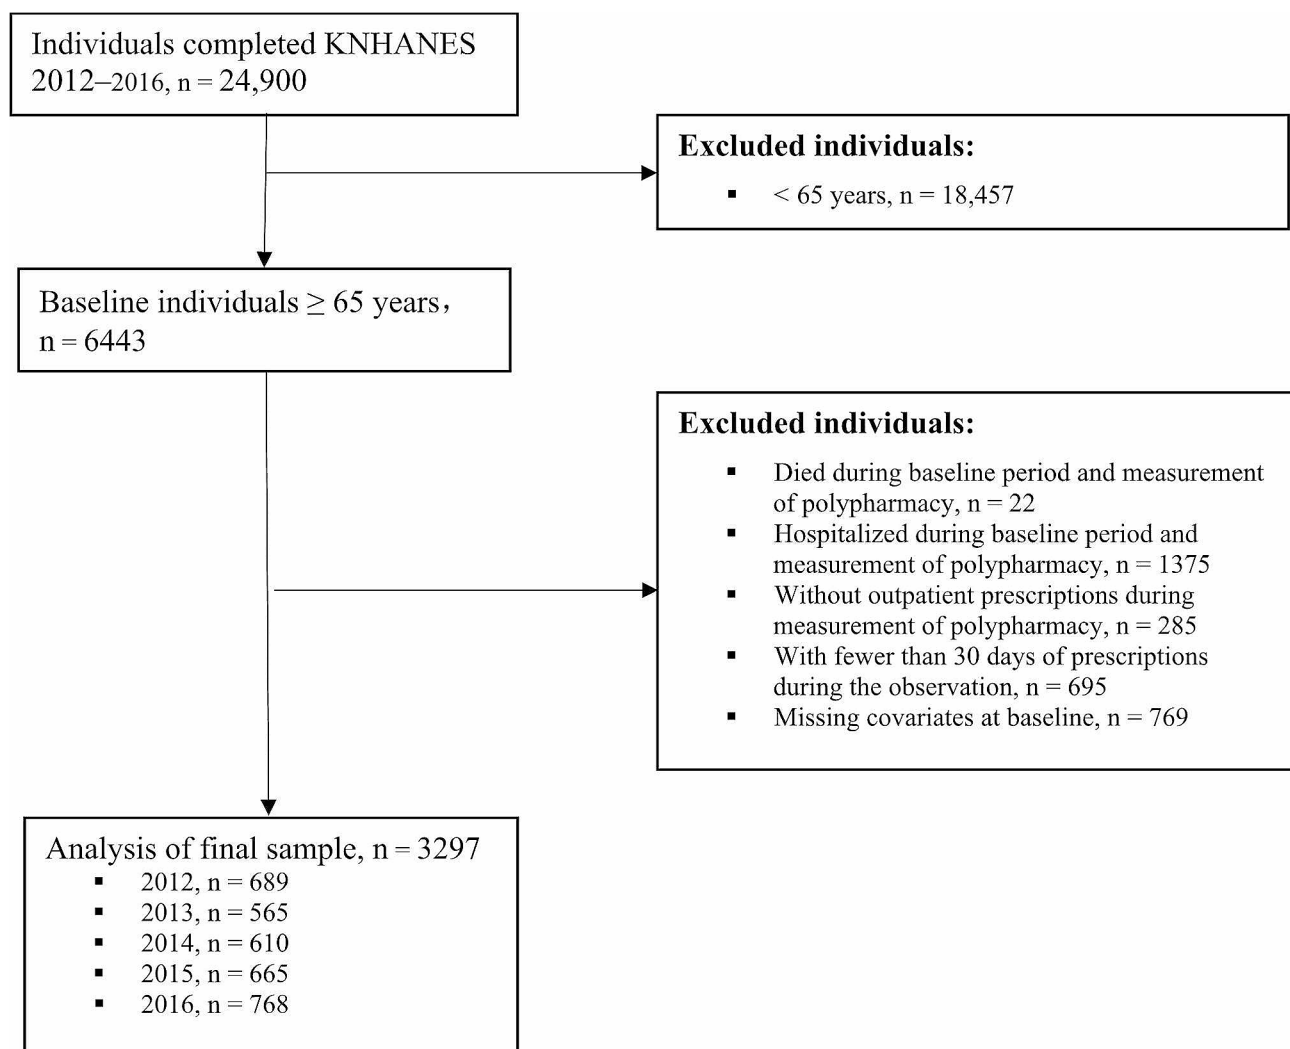 Individuals completed KNHANES
2012–2016, n = 24,900
Excluded individuals:
▪ < 65 years, n = 18,457
Baseline individuals ≥ 65 years,
n = 6443
Excluded individuals:
▪ Died during baseline period and measurement
of polypharmacy, n = 22
▪ Hospitalized during baseline period and
measurement of polypharmacy, n = 1375
▪ Without outpatient prescriptions during
measurement of polypharmacy, n = 285
▪ With fewer than 30 days of prescriptions
during the observation, n = 695
▪ Missing covariates at baseline, n = 769
Analysis of final sample, n = 3297
▪ 2012, n = 689
▪ 2013, n = 565
▪ 2014, n = 610
▪ 2015, n = 665
▪ 2016, n = 768